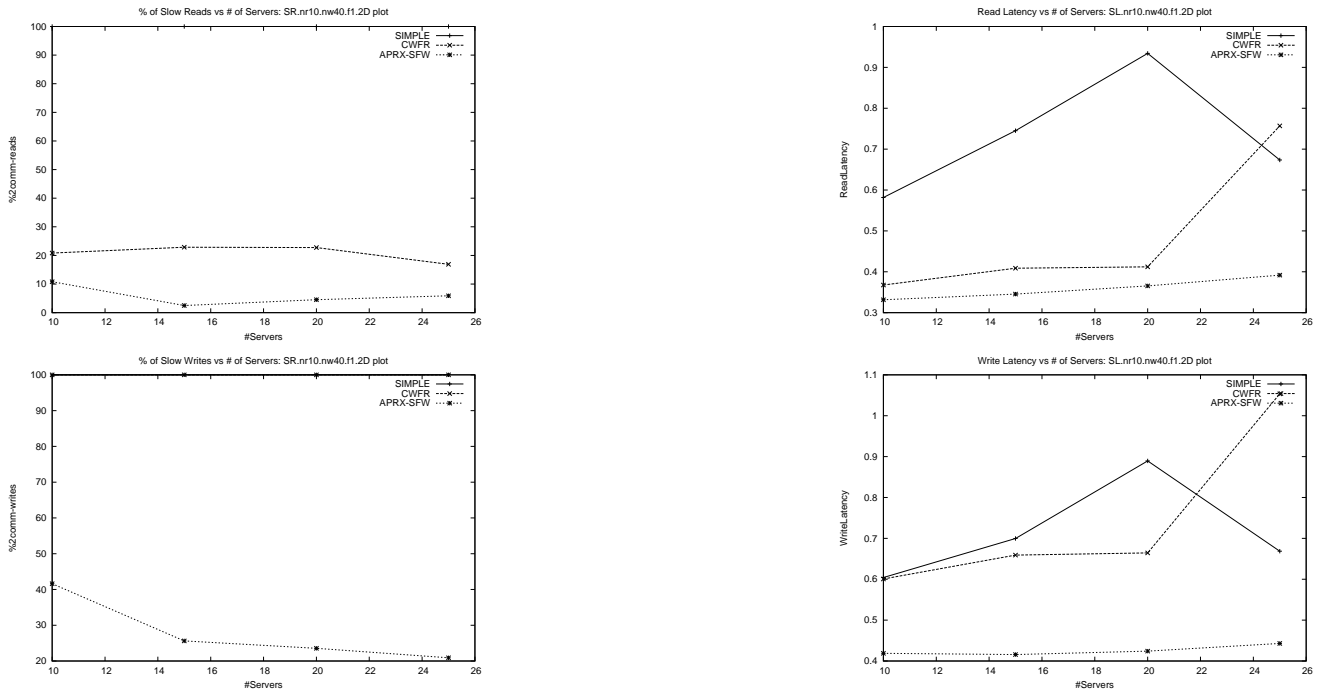 % of Slow Reads vs # of Servers: SR.nr10.nw40.f1.2D plot
100
90
80
70
60
50
40
30
20
10
0
%2comm-reads
SIMPLE
CWFR
APRX-SFW
10 12 14 16 18 20 22 24 26
#Servers
Read Latency vs # of Servers: SL.nr10.nw40.f1.2D plot
1
0.9
0.8
0.7
0.6
0.5
0.4
0.3
ReadLatency
SIMPLE
CWFR
APRX-SFW
10 12 14 16 18 20 22 24 26
#Servers
% of Slow Writes vs # of Servers: SR.nr10.nw40.f1.2D plot
100
90
80
70
60
50
40
30
20
%2comm-writes
SIMPLE
CWFR
APRX-SFW
10 12 14 16 18 20 22 24 26
#Servers
Write Latency vs # of Servers: SL.nr10.nw40.f1.2D plot
1.1
1
0.9
0.8
0.7
0.6
0.5
0.4
WriteLatency
SIMPLE
CWFR
APRX-SFW
10 12 14 16 18 20 22 24 26
#Servers